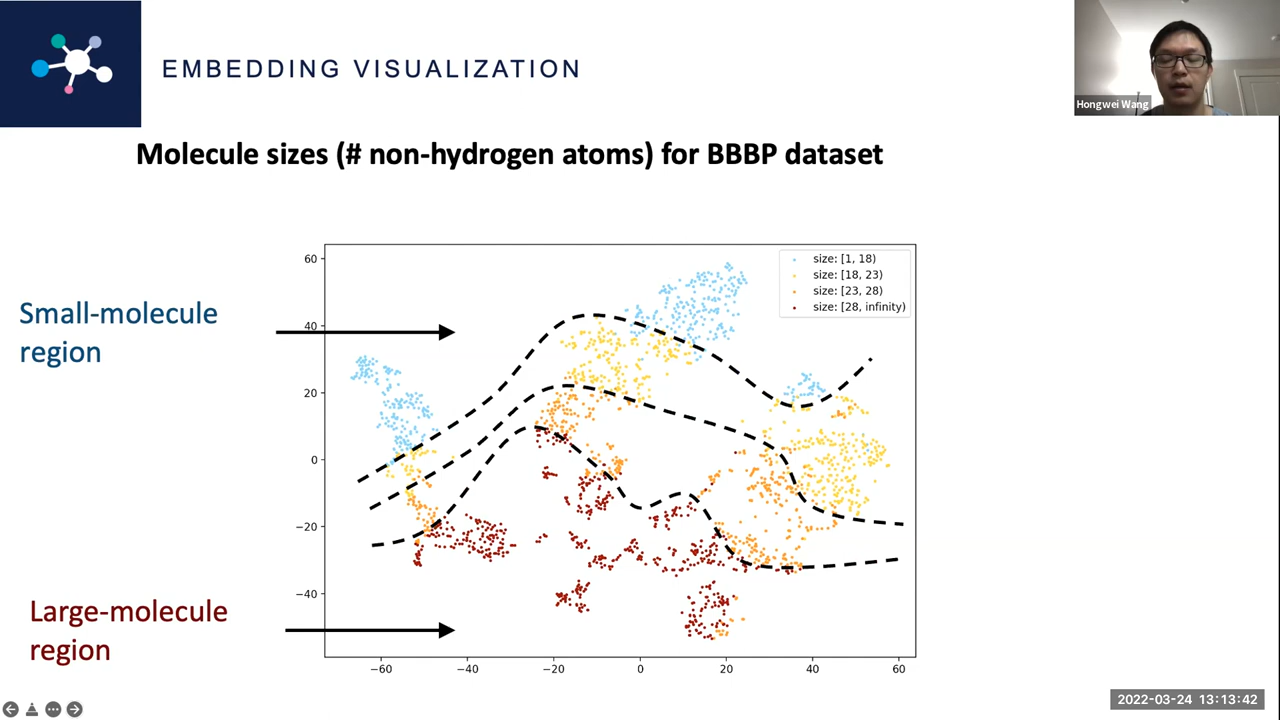 EMBEDDING VISUALIZATION
Hongwei Wang
Molecule sizes (# non-hydrogen atoms) for BBBP dataset
Small-molecule
region
Large-molecule
region
size: [1, 18)
size: [18, 23)
size: [23, 28)
size: [28, infinity)
60
40
20
0
−20
−40
−60
−40
−20
0
20
40
60
2022-03-24 13:13:42